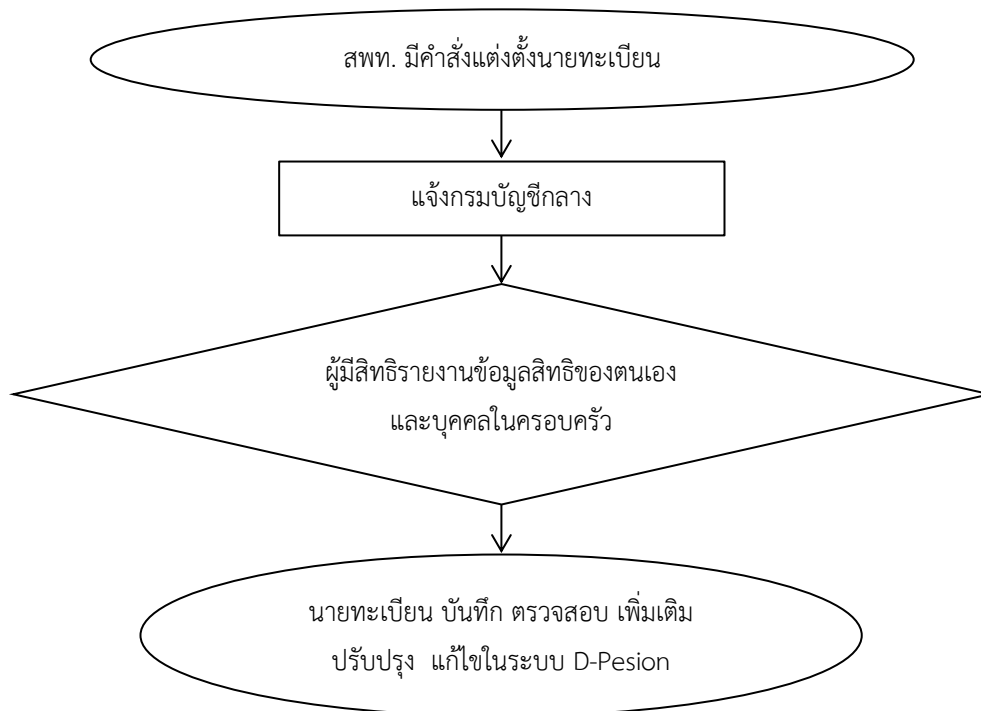 สพท. มีคำสั่งแต่งตั้งนายทะเบียน
แจ้งกรมบัญชีกลาง
ผู้มีสิทธิรายงานข้อมูลสิทธิของตนเอง
และบุคคลในครอบครัว
นายทะเบียน บันทึก ตรวจสอบ เพิ่มเติม
ปรับปรุง  แก้ไขในระบบ D-Pesion